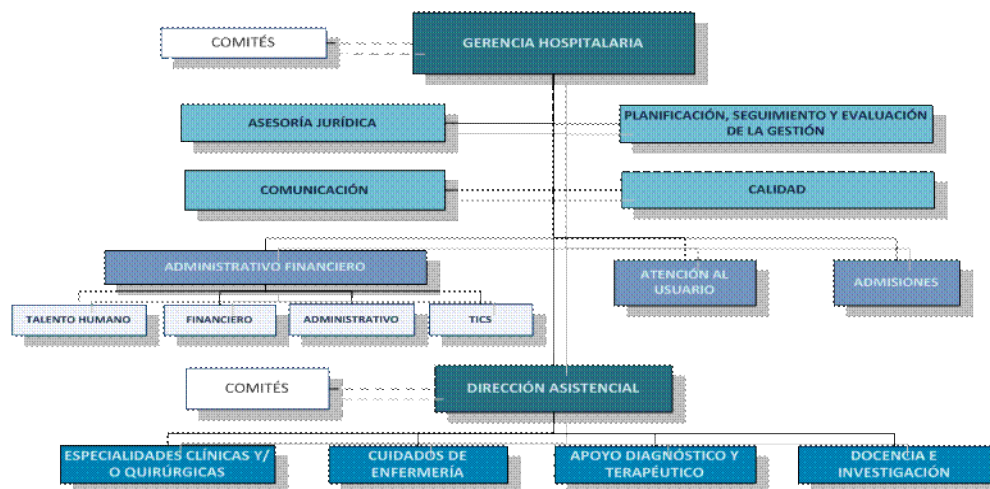 COMITÉS
GERENCIA HOSPITALARIA
ASESORÍA JURÍDICA
PLANIFICACIÓN, SEGUIMIENTO Y EVALUACIÓN
DE LA GESTIÓN
COMUNICACIÓN
CALIDAD
ADMINISTRATIVO FINANCIERO
ATENCIÓN AL
USUARIO
ADMISIONES
TALENTO HUMANO
FINANCIERO
ADMINISTRATIVO
TICS
COMITÉS
DIRECCIÓN ASISTENCIAL
ESPECIALIDADES CLÍNICAS Y/
O QUIRÚRGICAS
CUIDADOS DE
ENFERMERÍA
APOYO DIAGNÓSTICO Y
TERAPÉUTICO
DOCENCIA E
INVESTIGACIÓN